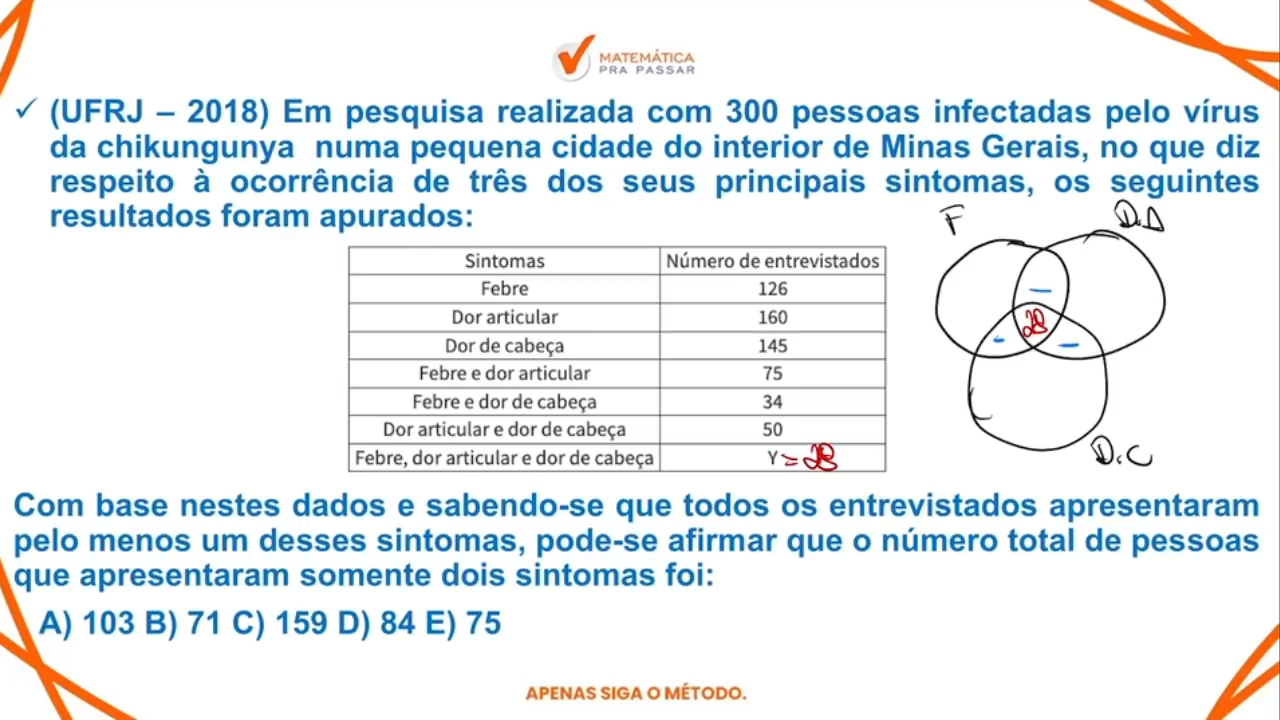 MATEMÁTICA
PRA PASSAR
✓ (UFRJ – 2018) Em pesquisa realizada com 300 pessoas infectadas pelo vírus
da chikungunya numa pequena cidade do interior de Minas Gerais, no que diz
respeito à ocorrência de três dos seus principais sintomas, os seguintes
resultados foram apurados:
F D.A
Sintomas Número de entrevistados
Febre 126
Dor articular 160
Dor de cabeça 145
Febre e dor articular 75
Febre e dor de cabeça 34
Dor articular e dor de cabeça 50
Febre, dor articular e dor de cabeça Y = 28
28
D.C
Com base nestes dados e sabendo-se que todos os entrevistados apresentaram
pelo menos um desses sintomas, pode-se afirmar que o número total de pessoas
que apresentaram somente dois sintomas foi:
A) 103 B) 71 C) 159 D) 84 E) 75
APENAS SIGA O MÉTODO.